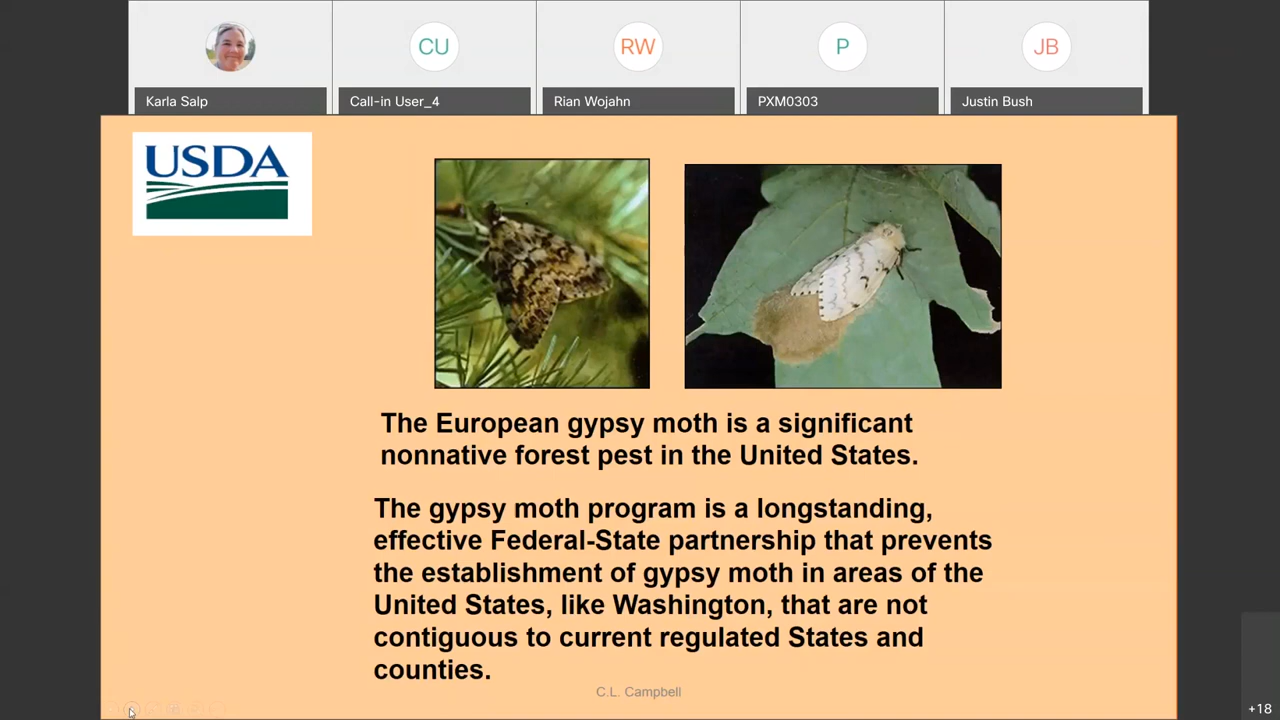 CU
RW
P
JB
Karla Salp
Call-in User_4
Rian Wojahn
PXM0303
Justin Bush
USDA
The European gypsy moth is a significant
nonnative forest pest in the United States.
The gypsy moth program is a longstanding,
effective Federal-State partnership that prevents
the establishment of gypsy moth in areas of the
United States, like Washington, that are not
contiguous to current regulated States and
counties.
C.L. Campbell
+18